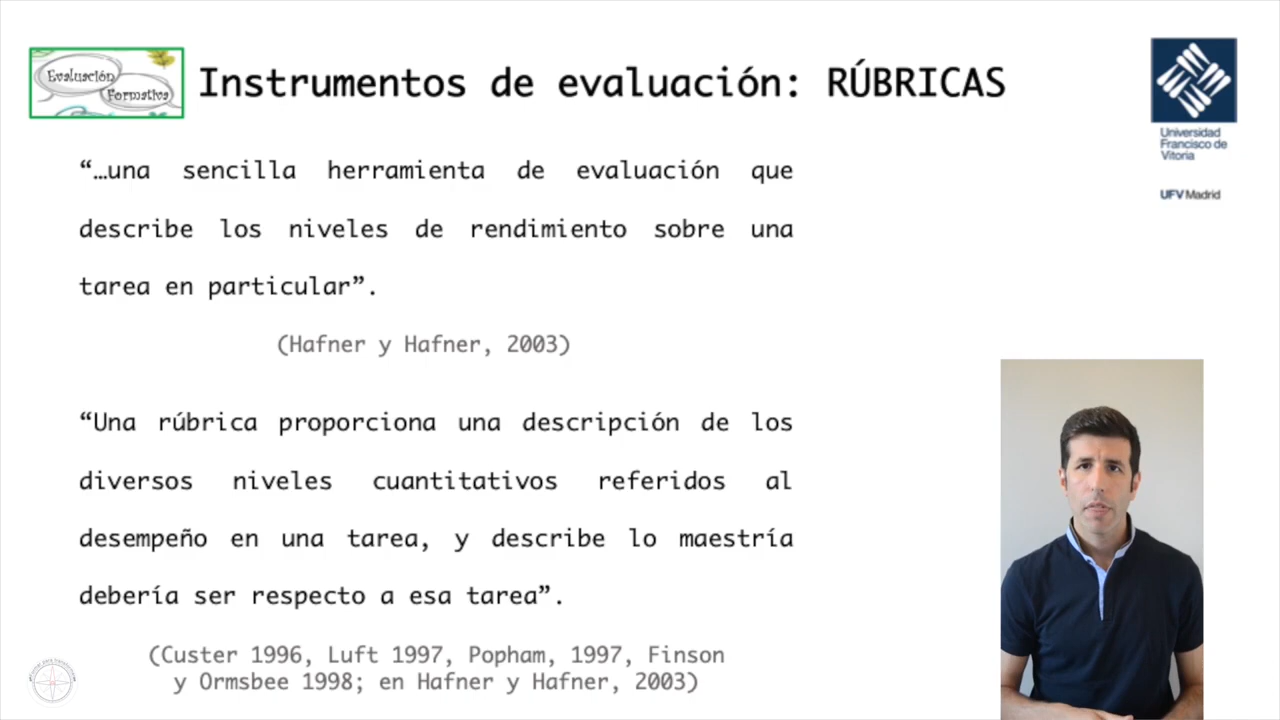 Evaluación
Formativa
Instrumentos de evaluación: RÚBRICAS
Universidad
Francisco de
Vitoria
UFV Madrid
“…una sencilla herramienta de evaluación que
describe los niveles de rendimiento sobre una
tarea en particular”.
(Hafner y Hafner, 2003)
“Una rúbrica proporciona una descripción de los
diversos niveles cuantitativos referidos al
desempeño en una tarea, y describe lo maestría
debería ser respecto a esa tarea”.
(Custer 1996, Luft 1997, Popham, 1997, Finson
y Ormsbee 1998; en Hafner y Hafner, 2003)